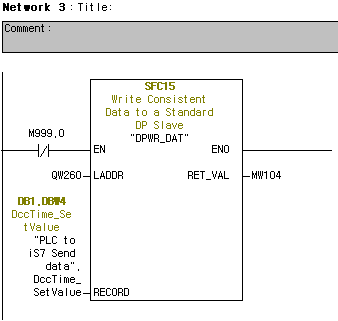 Network 3 : Title:
Comment:
SFC15
Write Consistent
Data to a Standard
DP Slave
"DPWR_DAT"
M999.0
EN
ENO
QW260
LADDR
RET_VAL
MW104
DB1.DBW4
DccTime_Se
tValue
"PLC to
iS7 Send
data".
DccTime_
SetValue
RECORD